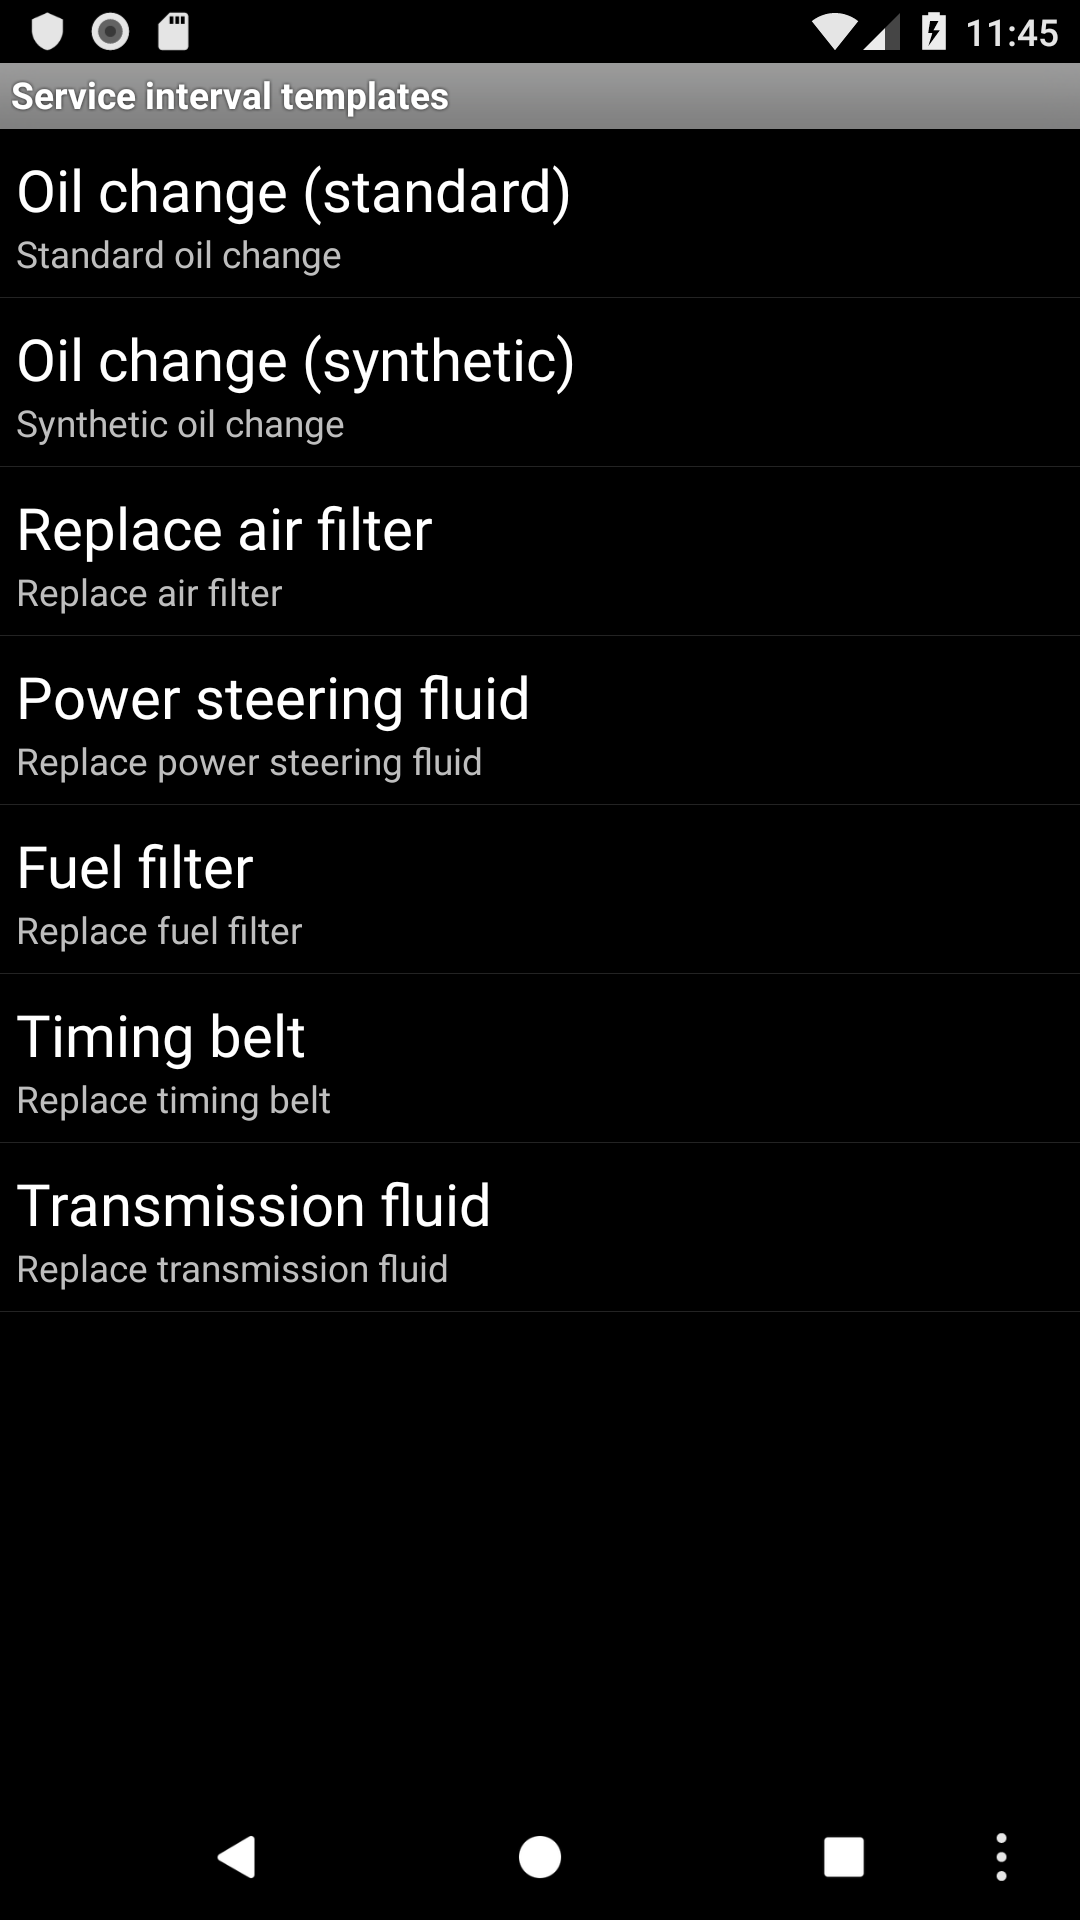 11:45
Service interval templates
Oil change (standard)
Standard oil change
Oil change (synthetic)
Synthetic oil change
Replace air filter
Replace air filter
Power steering fluid
Replace power steering fluid
Fuel filter
Replace fuel filter
Timing belt
Replace timing belt
Transmission fluid
Replace transmission fluid